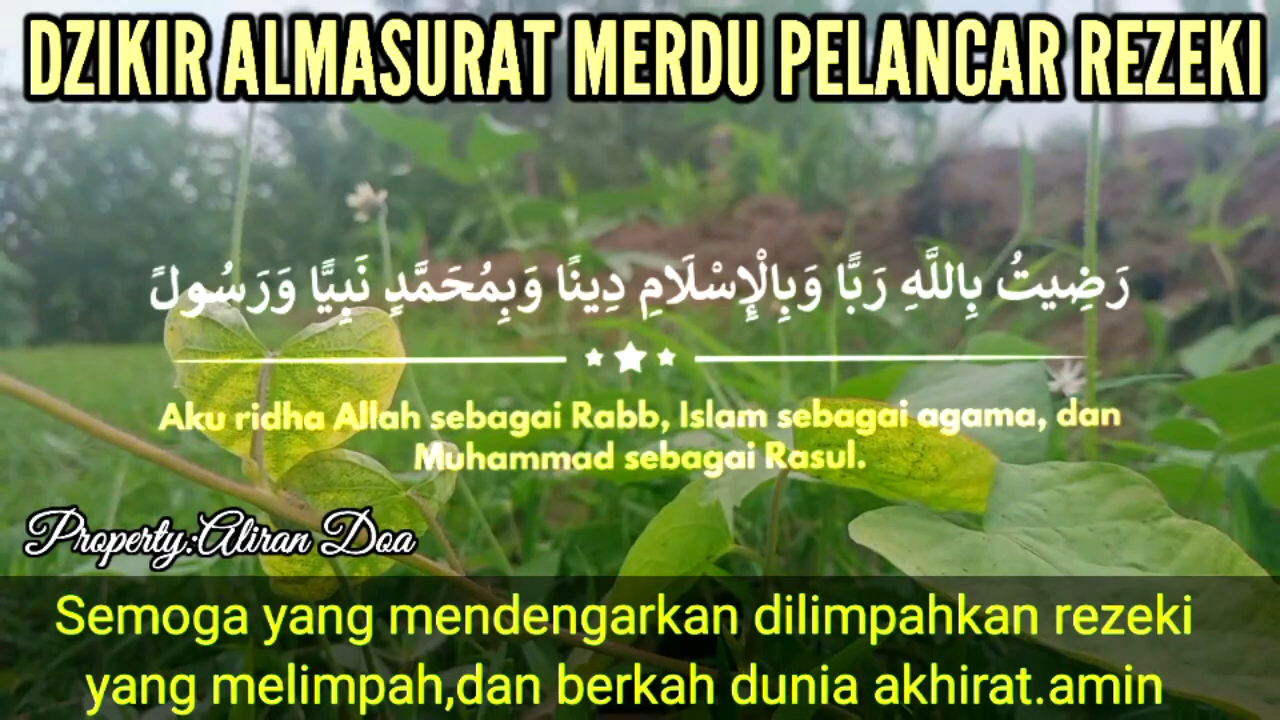 DZIKIR ALMASURAT MERDU PELANCAR REZEKI
رَضِيتُ بِاللَّهِ رَبًّا وَبِالْإِسْلَامِ دِينًا وَبِمُحَمَّدٍ نَبِيًّا وَرَسُولً
Aku ridha Allah sebagai Rabb, Islam sebagai agama, dan
Muhammad sebagai Rasul.
Property:Aliran Doa
Semoga yang mendengarkan dilimpahkan rezeki
yang melimpah,dan berkah dunia akhirat.amin